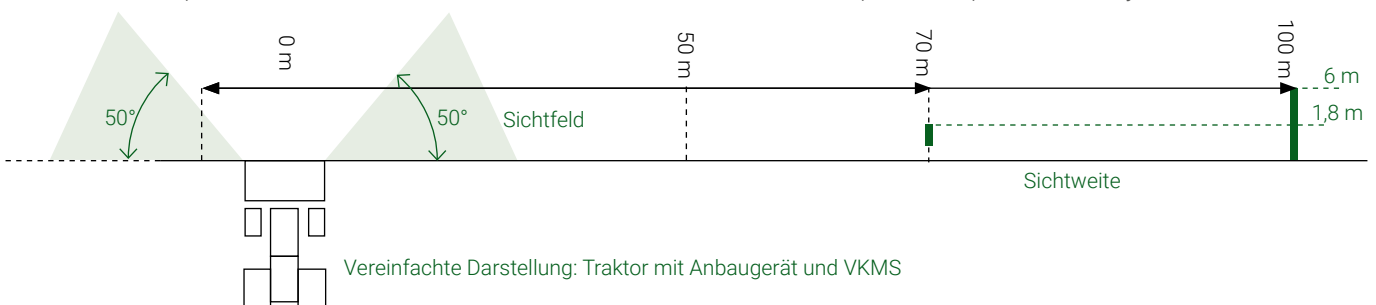 0 m
50 m
70 m
100 m
6 m
1,8 m
50°
50°
Sichtfeld
Sichtweite
Vereinfachte Darstellung: Traktor mit Anbaugerät und VKMS